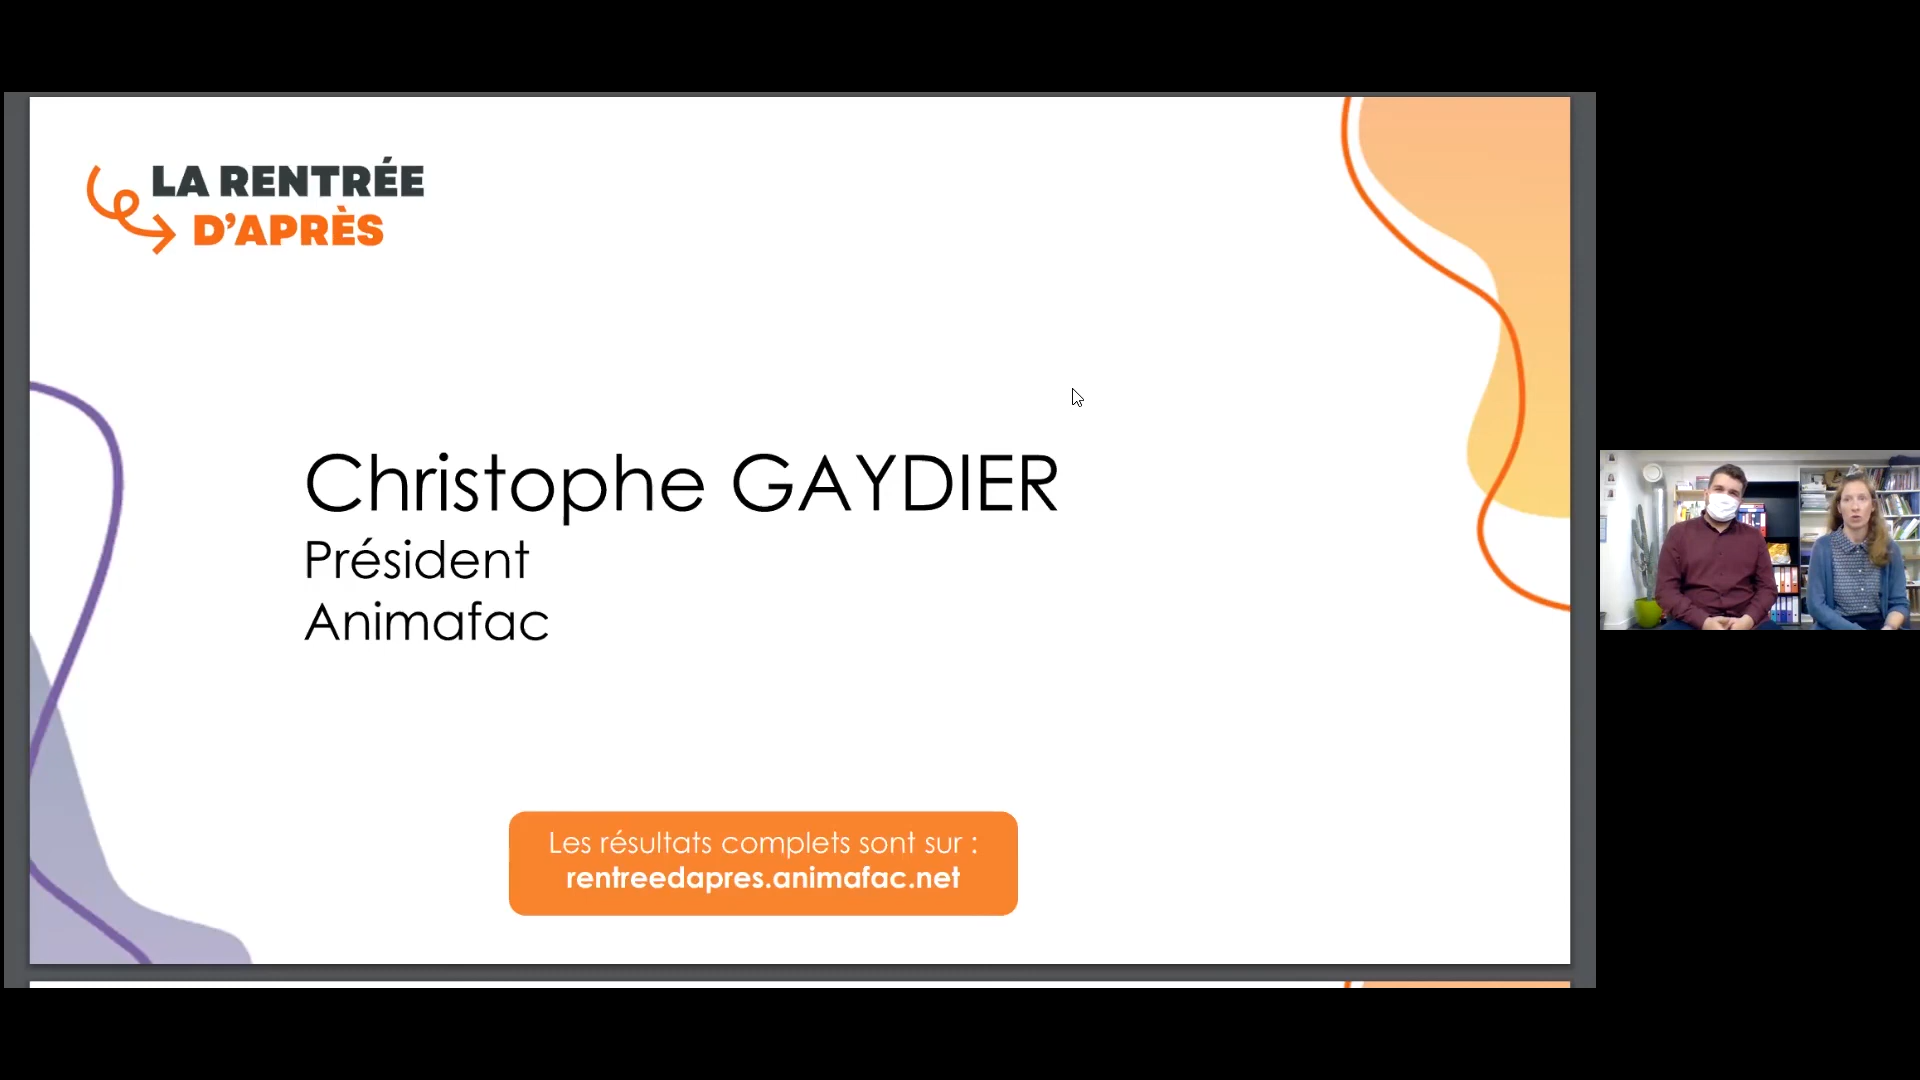 LA RENTRÉE
D'APRÈS
Christophe GAYDIER
Président
Animafac
Les résultats complets sont sur :
rentreedapres.animafac.net